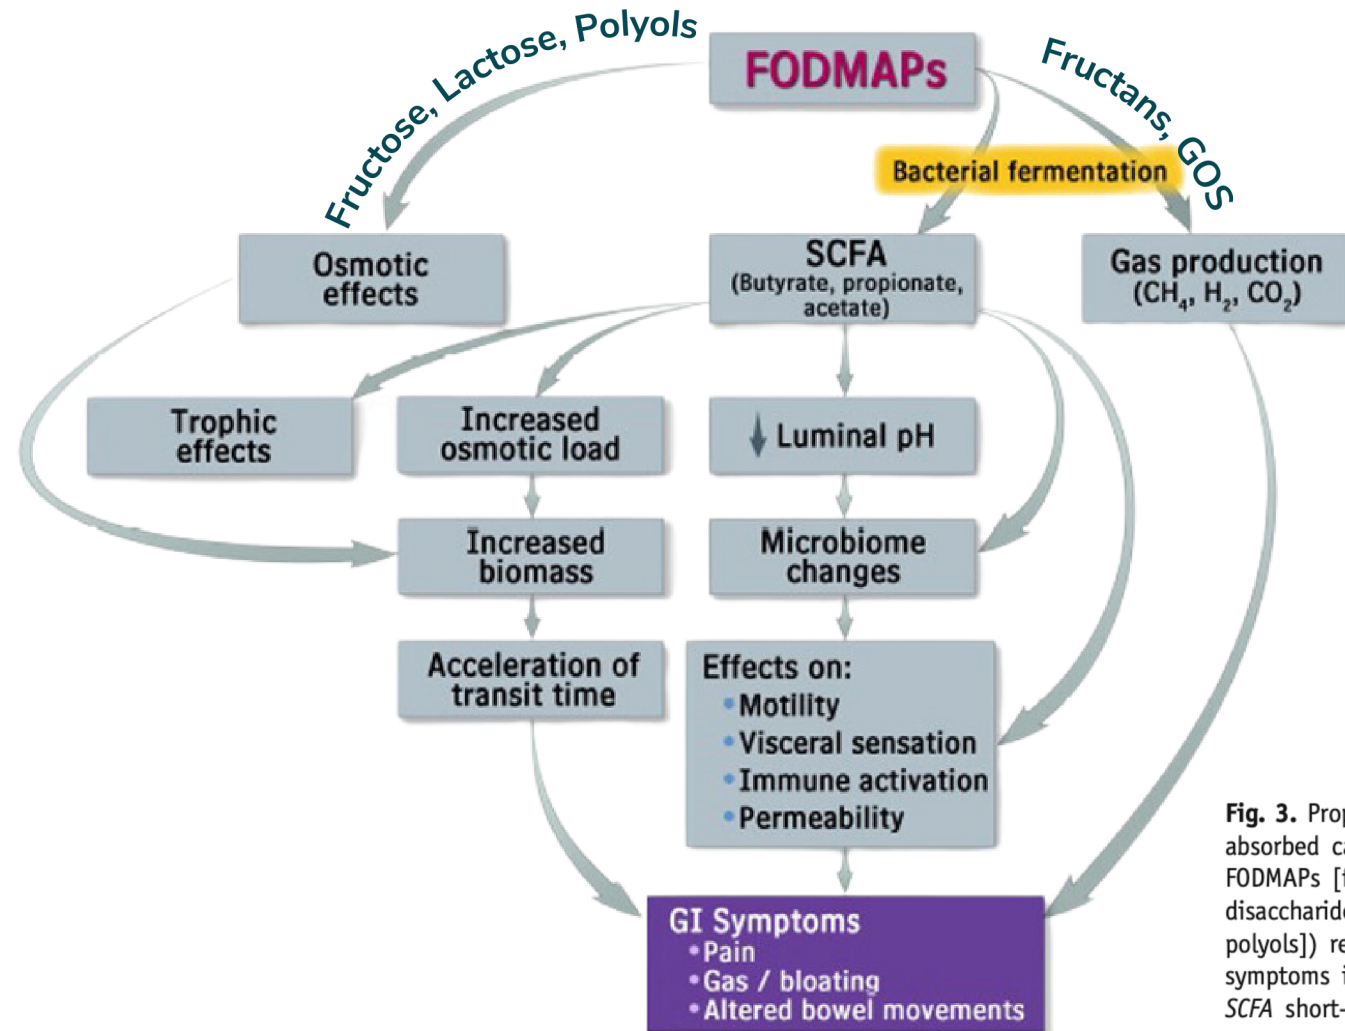 Fructose, Lactose, Polyols
FODMAPs
Fructans, GOS
Bacterial fermentation
Osmotic
effects
SCFA
(Butyrate, propionate,
acetate)
Gas production
(CH₄, H₂, CO₂)
Trophic
effects
Increased
osmotic load
↓ Luminal pH
Increased
biomass
Microbiome
changes
Acceleration of
transit time
Effects on:
• Motility
• Visceral sensation
• Immune activation
• Permeability
GI Symptoms
• Pain
• Gas / bloating
• Altered bowel movements
Fig. 3.
absorbed
FODMAPs
polyols])
symptoms
SCFA short-